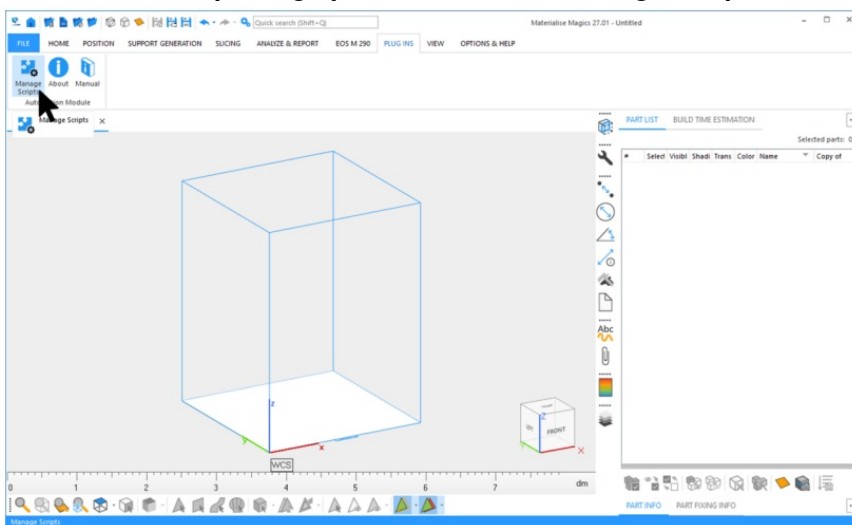 Quick search (Shift+Q)
Materialise Magics 27.01 - Untitled
FILE HOME POSITION SUPPORT GENERATION SLICING ANALYZE & REPORT EOS M 290 PLUG INS VIEW OPTIONS & HELP
Manage Scripts About Manual
Manage Scripts
PART LIST BUILD TIME ESTIMATION
Selected parts: 0
# Select Visibl Shadi Trans Color Name Copy of
Abc
z
y x
WCS
Z
FRONT
X
0 1 2 3 4 5 6 7 dm
PART INFO PART FIXING INFO
Manage Scripts